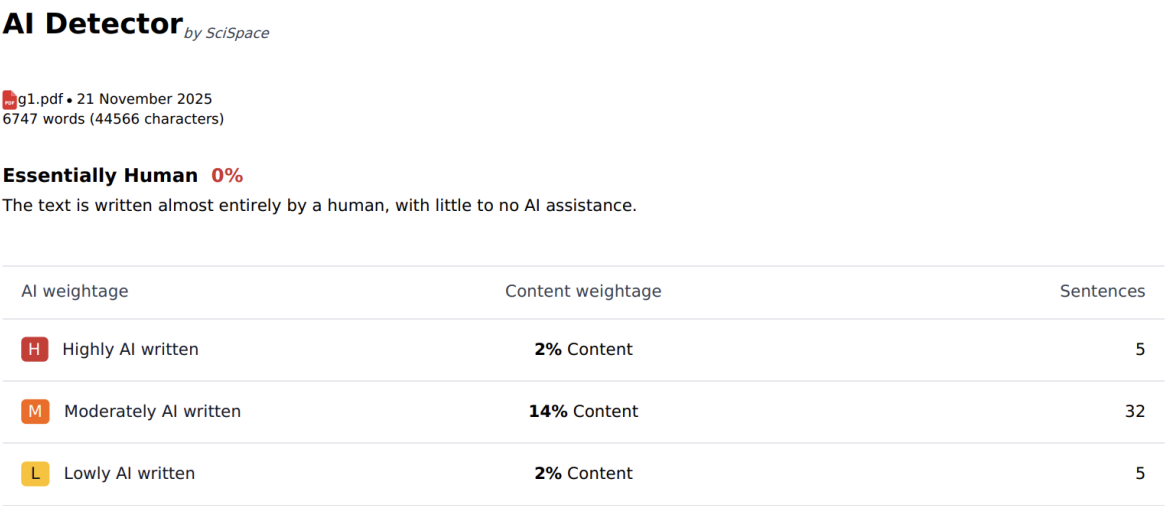 AI Detector by SciSpace
PDF g1.pdf • 21 November 2025
6747 words (44566 characters)
Essentially Human 0%
The text is written almost entirely by a human, with little to no AI assistance.
AI weightage Content weightage Sentences
H Highly AI written 2% Content 5
M Moderately AI written 14% Content 32
L Lowly AI written 2% Content 5